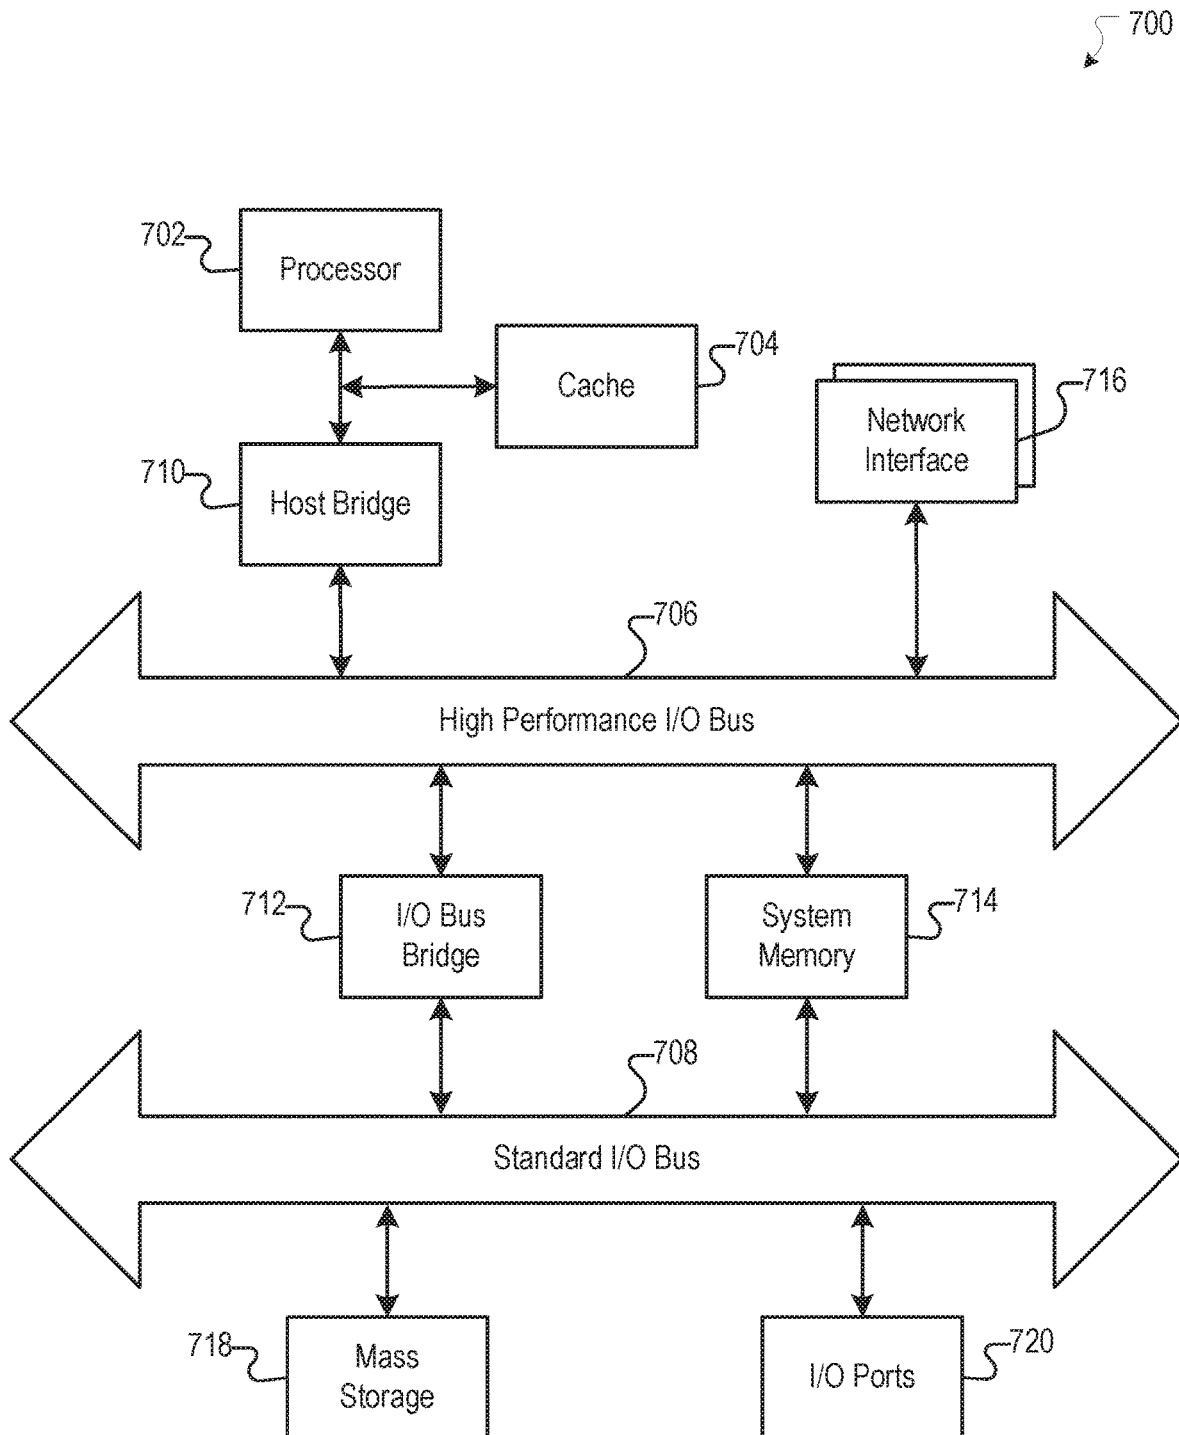 700
702
Processor
704
Cache
716
Network
Interface
710
Host Bridge
706
High Performance I/O Bus
712
I/O Bus
Bridge
System
Memory
714
708
Standard I/O Bus
718
Mass
Storage
I/O Ports
720